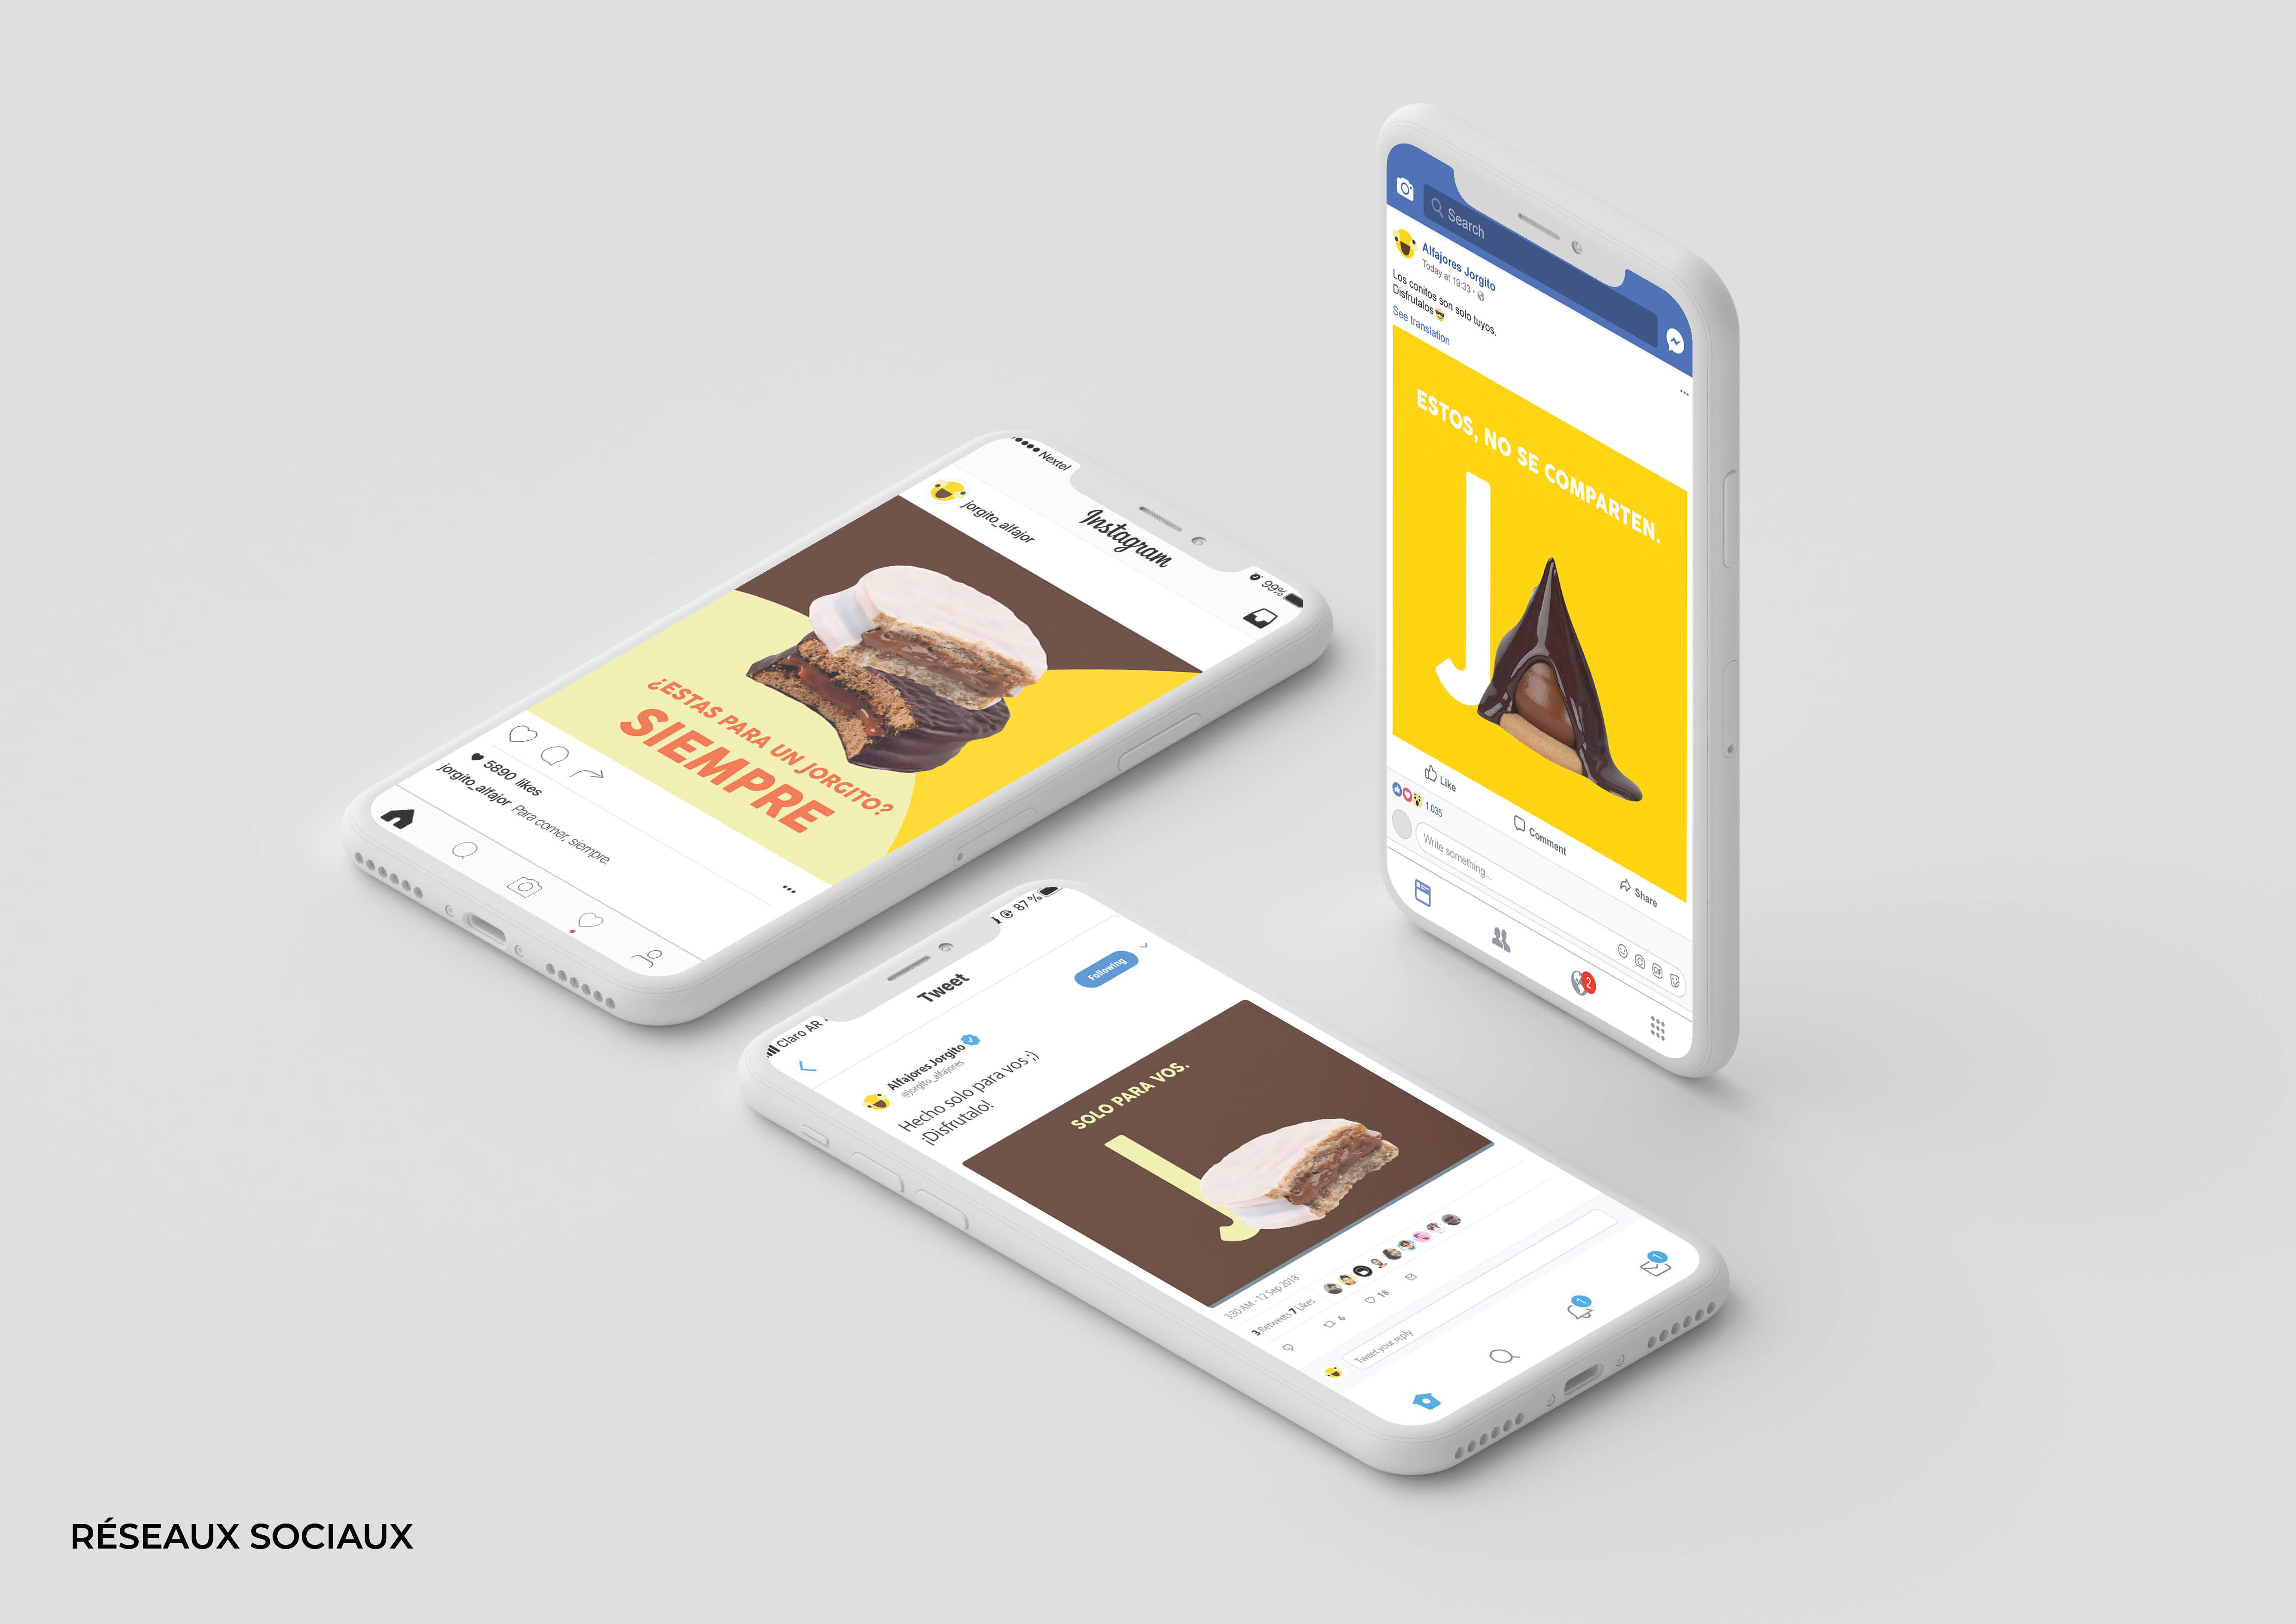 Nextel
Instagram
99%
jorgito_alfajor
¿ESTAS PARA UN JORGITO?
SIEMPRE
5890 likes
jorgito_alfajor Para comer, siempre.
Search
Alfajores Jorgito
Today at 19:33
Los conitos son solo tuyos.
Disfrutalos
See translation
ESTOS, NO SE COMPARTEN.
J
Like
Comment
Share
1 035
Write something...
GIF
2
Claro AR
87 %
Tweet
Following
Alfajores Jorgito
@jorgito_alfajores
Hecho solo para vos ;)
¡Disfrutalo!
SOLO PARA VOS.
J
3:30 AM - 12 Sep 2018
3 Retweets 7 Likes
6
18
Tweet your reply
1
1
RÉSEAUX SOCIAUX